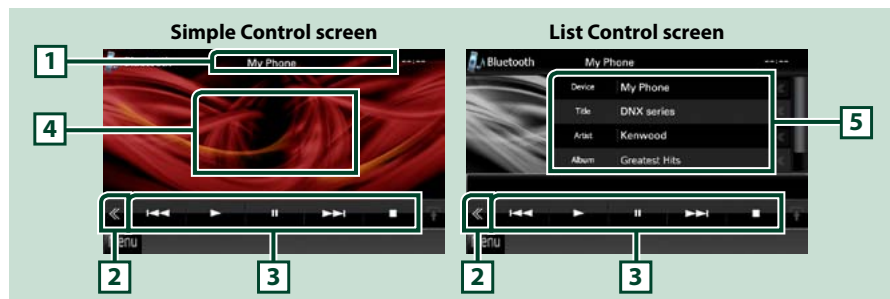 Simple Control screen
List Control screen
1
My Phone
4
2
3
Bluetooth
My Phone
Device My Phone
Title DNX series
Artist Kenwood
Album Greatest Hits
5
2
3